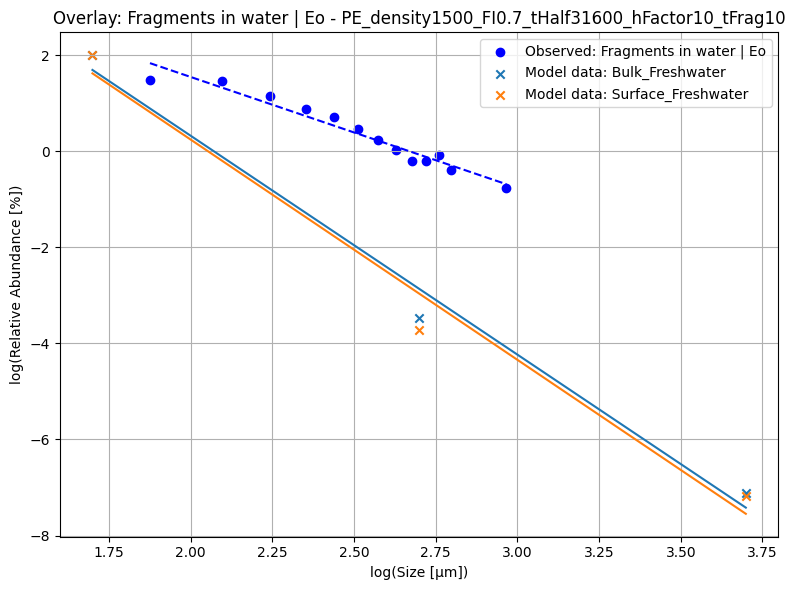 Overlay: Fragments in water | Eo - PE_density1500_FI0.7_tHalf31600_hFactor10_tFrag10
Observed: Fragments in water | Eo
Model data: Bulk_Freshwater
Model data: Surface_Freshwater
log(Relative Abundance [%])
2
0
−2
−4
−6
−8
1.75 2.00 2.25 2.50 2.75 3.00 3.25 3.50 3.75
log(Size [μm])